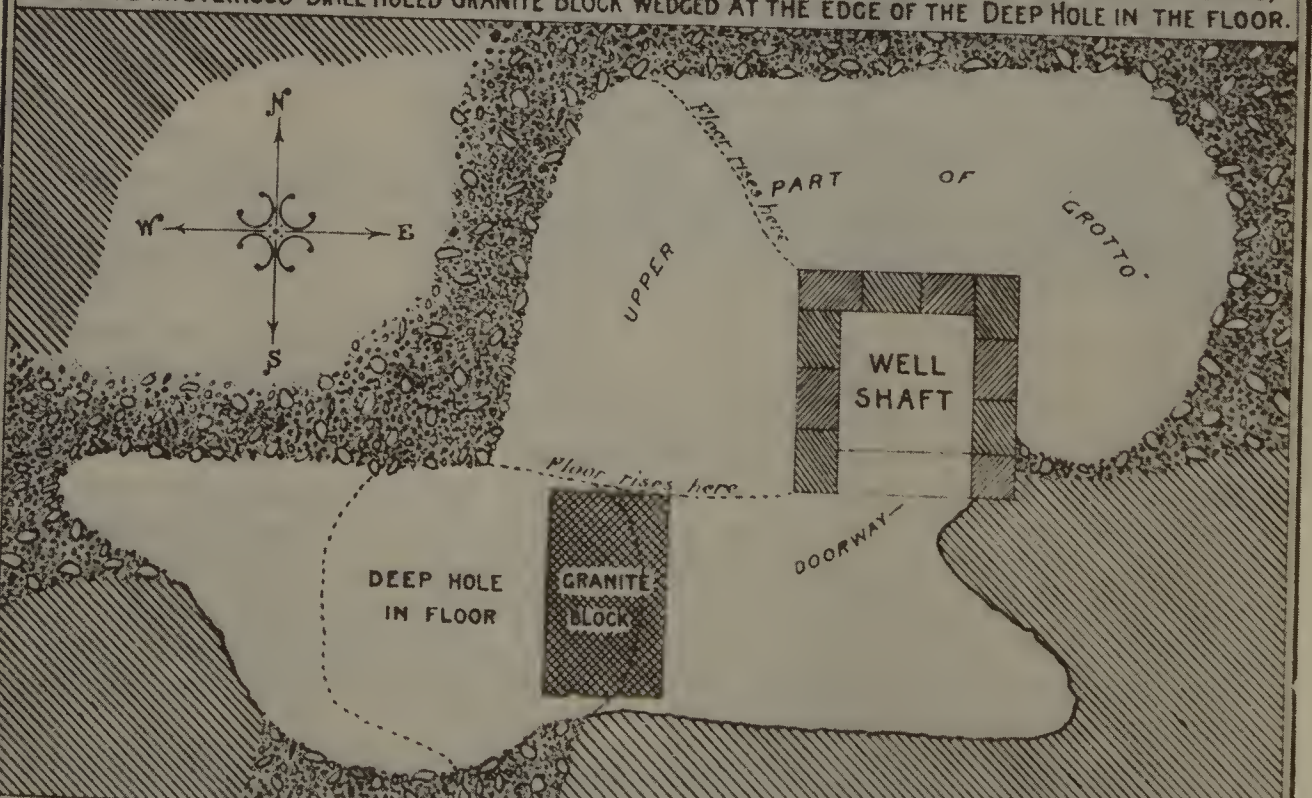 MYSTERIOUS DRILL-HOLED GRANITE BLOCK WEDGED AT THE EDGE OF THE DEEP HOLE IN THE FLOOR.
N
W
E
S
Floor rises here
PART OF 'GROTTO'
UPPER
WELL
SHAFT
Floor rises here
DOORWAY
DEEP HOLE
IN FLOOR
GRANITE
BLOCK